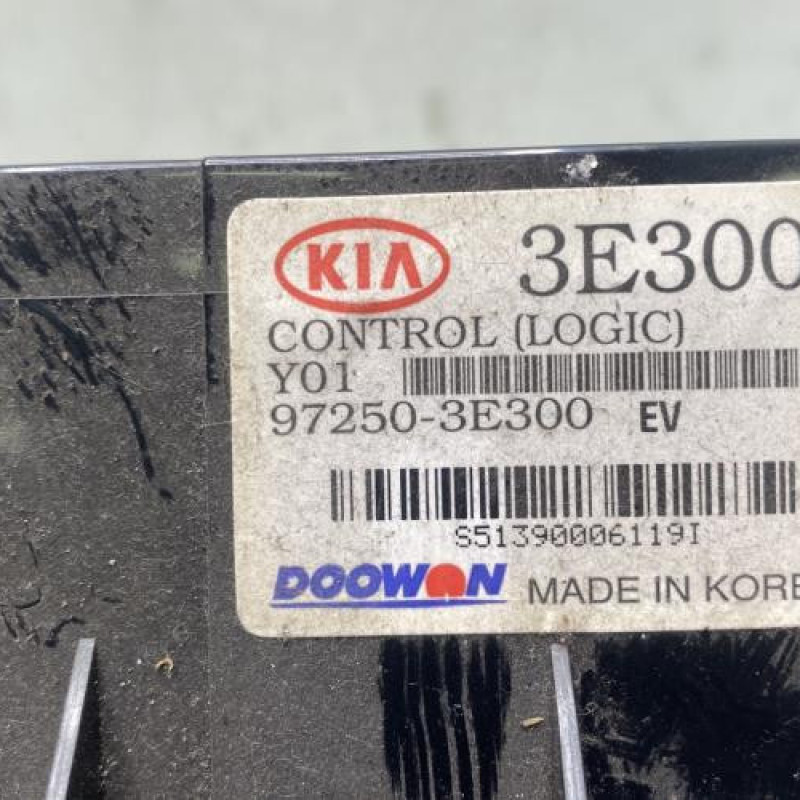 KIA 3E300
CONTROL (LOGIC)
Y01
97250-3E300 EV
S51390006119I
DOOWON MADE IN KORE